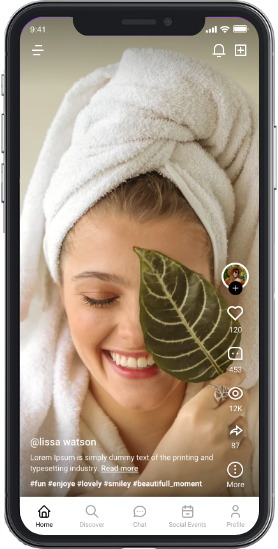 9:41
120
453
12K
87
@lissa watson
Lorem Ipsum is simply dummy text of the printing and
typesetting industry. Read more
#fun #enjoye #lovely #smiley #beautifull_moment
More
Home Discover Chat Social Events Profile